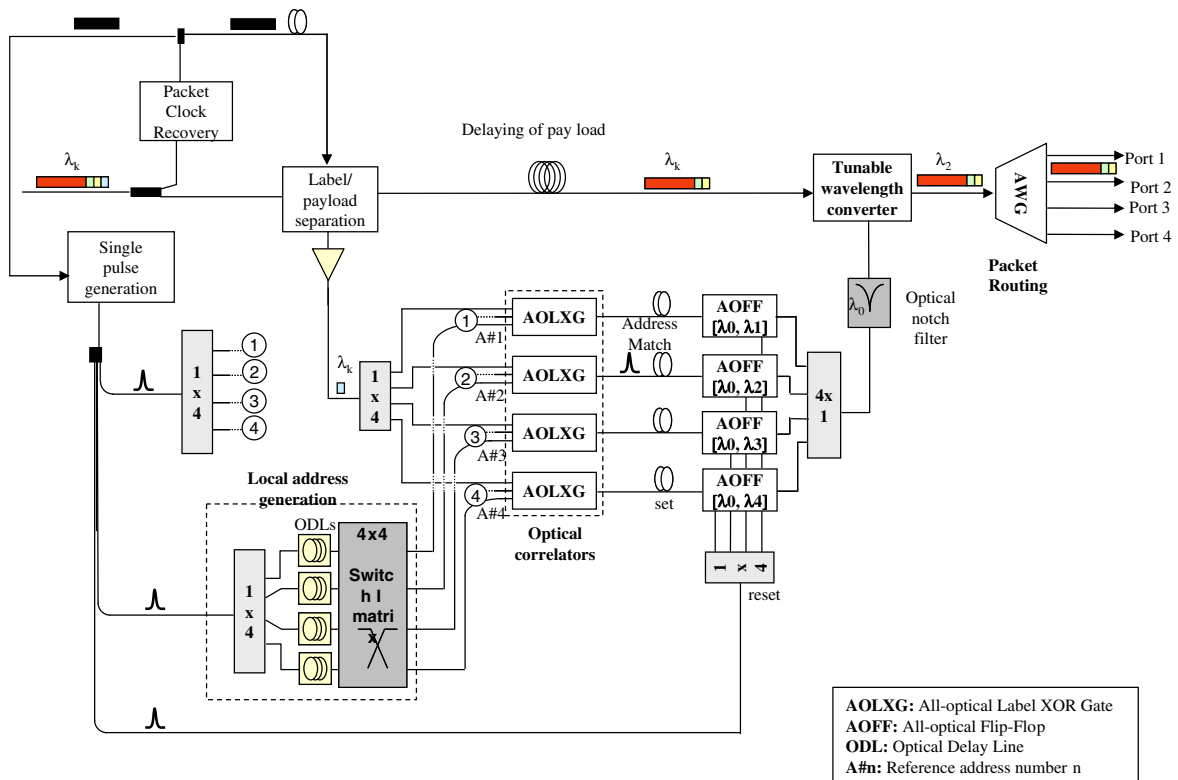 Packet
Clock
Recovery
λk
Label/
payload
separation
Delaying of pay load
λk
Tunable
wavelength
converter
λ2
AWG
Port 1
Port 2
Port 3
Port 4
Packet
Routing
Single
pulse
generation
λ0
Optical
notch
filter
1
x
4
1
2
3
4
λk
1
x
4
1
A#1
2
A#2
3
A#3
4
A#4
AOLXG
AOLXG
AOLXG
AOLXG
Optical
correlators
Address
Match
set
AOFF
[λ0, λ1]
AOFF
[λ0, λ2]
AOFF
[λ0, λ3]
AOFF
[λ0, λ4]
4x
1
1 x 4
reset
Local address
generation
ODLs
1
x
4
4x4
Switc
h I
matri
x
AOLXG: All-optical Label XOR Gate
AOFF: All-optical Flip-Flop
ODL: Optical Delay Line
A#n: Reference address number n